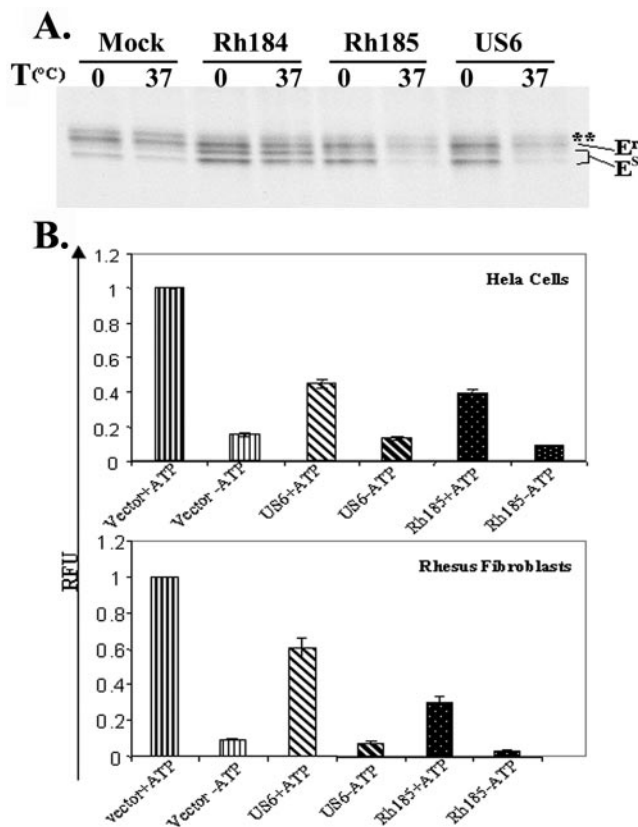 A.
Mock Rh184 Rh185 US6
T(°C) 0 37 0 37 0 37 0 37
**
E^r
E^s
B.
1.2
Hela Cells
1
0.8
0.6
0.4
0.2
0
Vector+ATP Vector -ATP US6+ATP US6-ATP Rh185+ATP Rh185-ATP
RFU
1.2
Rhesus Fibroblasts
1
0.8
0.6
0.4
0.2
0
vector+ATP Vector -ATP US6+ATP US6-ATP Rh185+ATP Rh185-ATP